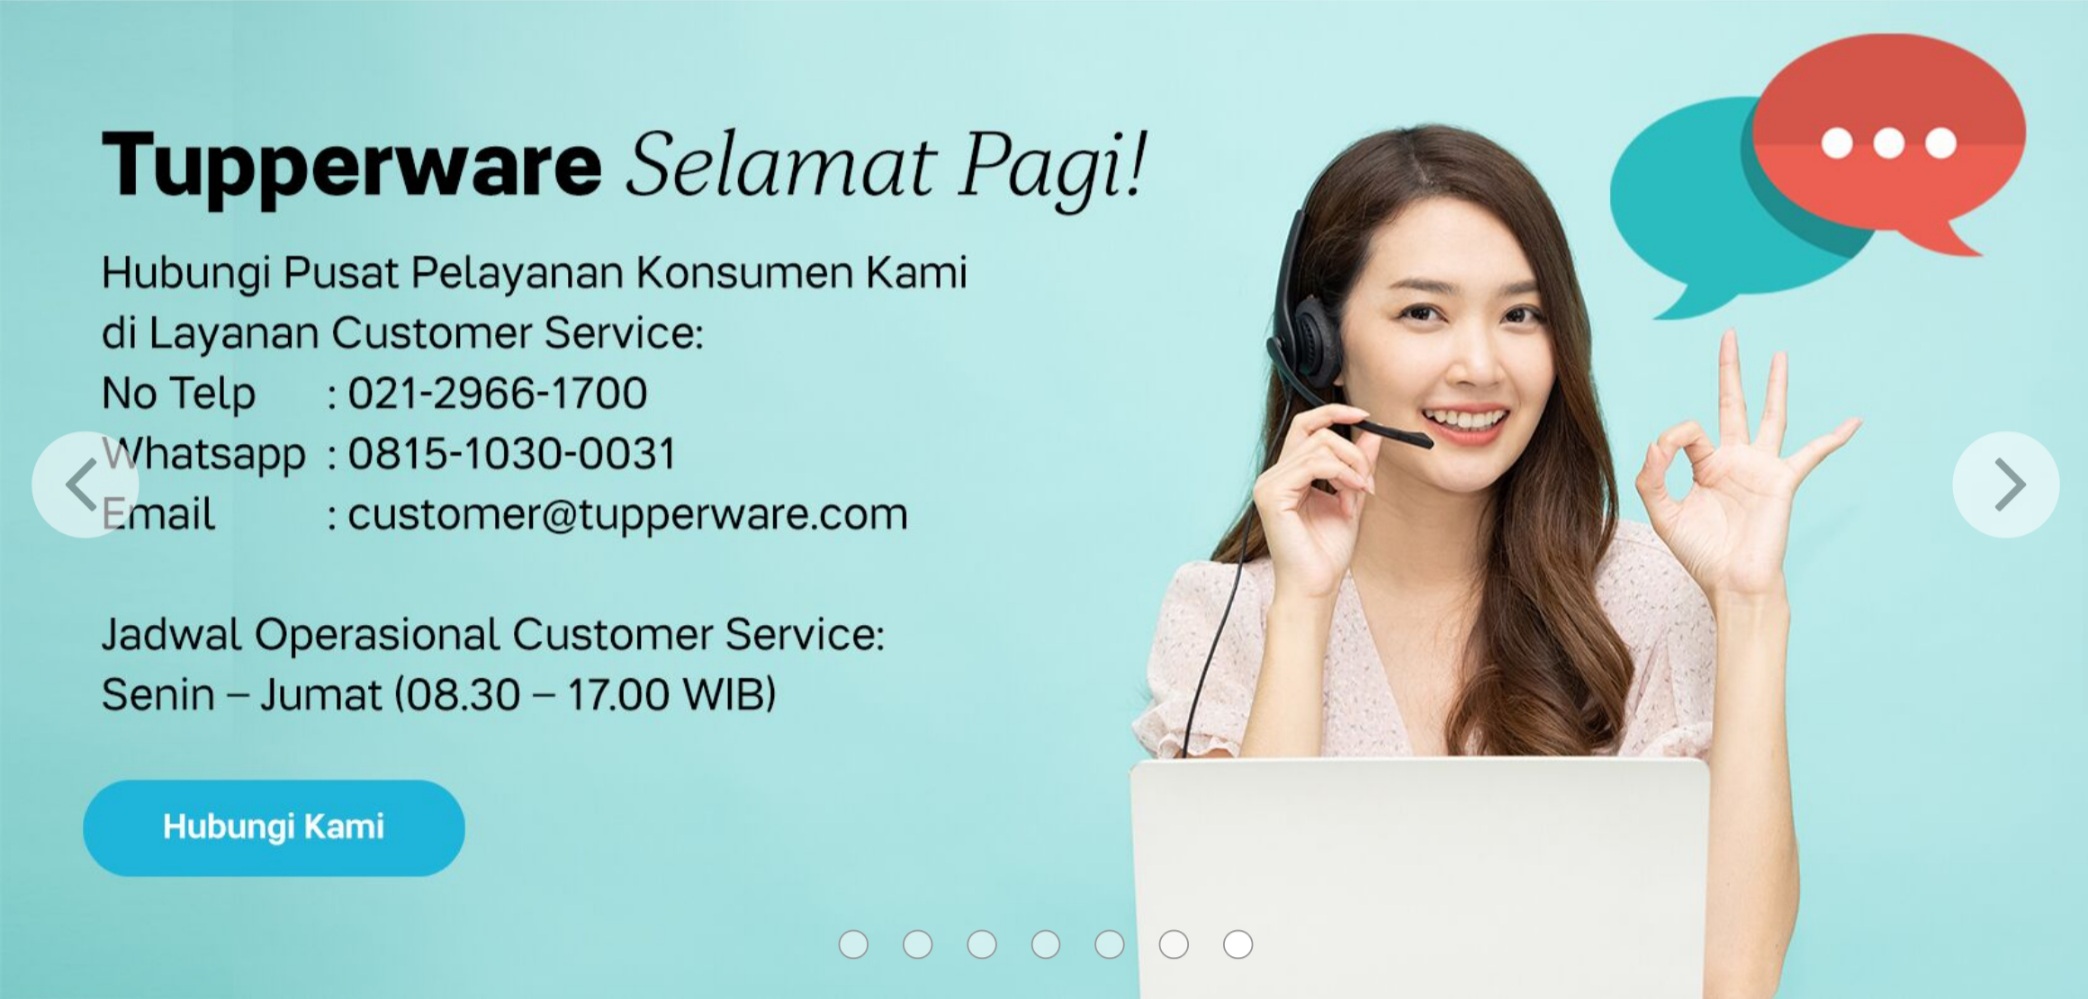 Tupperware Selamat Pagi!
Hubungi Pusat Pelayanan Konsumen Kami
di Layanan Customer Service:
No Telp : 021-2966-1700
Whatsapp : 0815-1030-0031
Email : customer@tupperware.com
Jadwal Operasional Customer Service:
Senin – Jumat (08.30 – 17.00 WIB)
Hubungi Kami